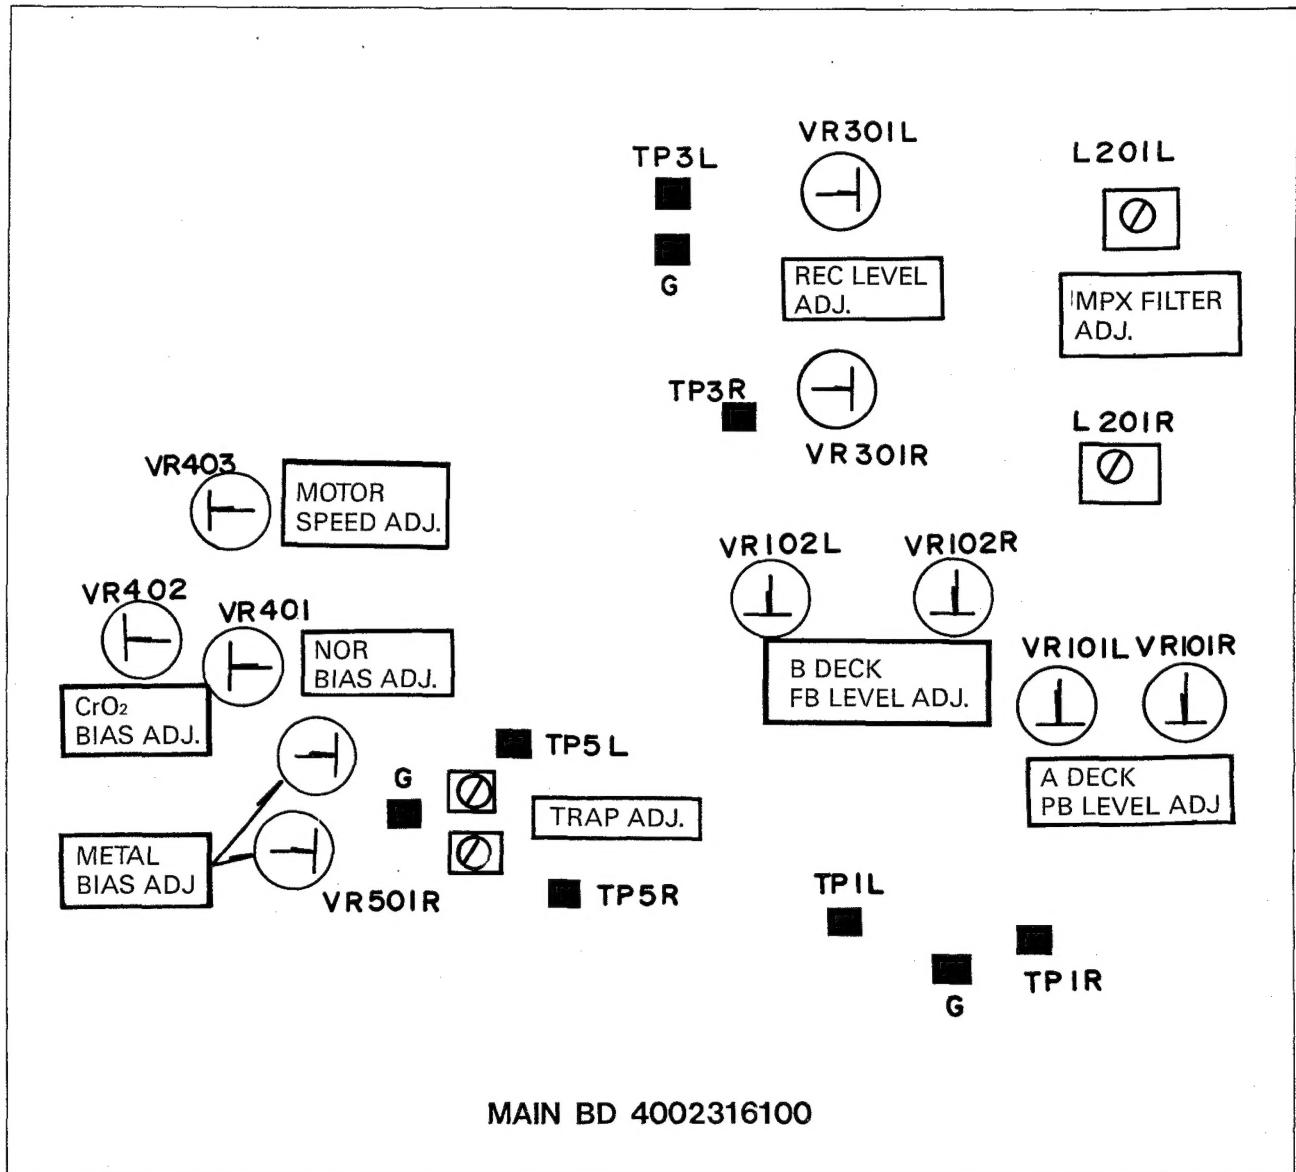 VR301L
TP3L
L201L
G
REC LEVEL
ADJ.
MPX FILTER
ADJ.
TP3R
VR301R
L201R
VR403
MOTOR
SPEED ADJ.
VR102L
VR102R
VR402
VR401
NOR
BIAS ADJ.
B DECK
FB LEVEL ADJ.
VR101L
VR101R
CrO₂
BIAS ADJ.
TP5L
G
TRAP ADJ.
A DECK
PB LEVEL ADJ
METAL
BIAS ADJ
VR501R
TP5R
TP1L
TP1R
G
MAIN BD 4002316100